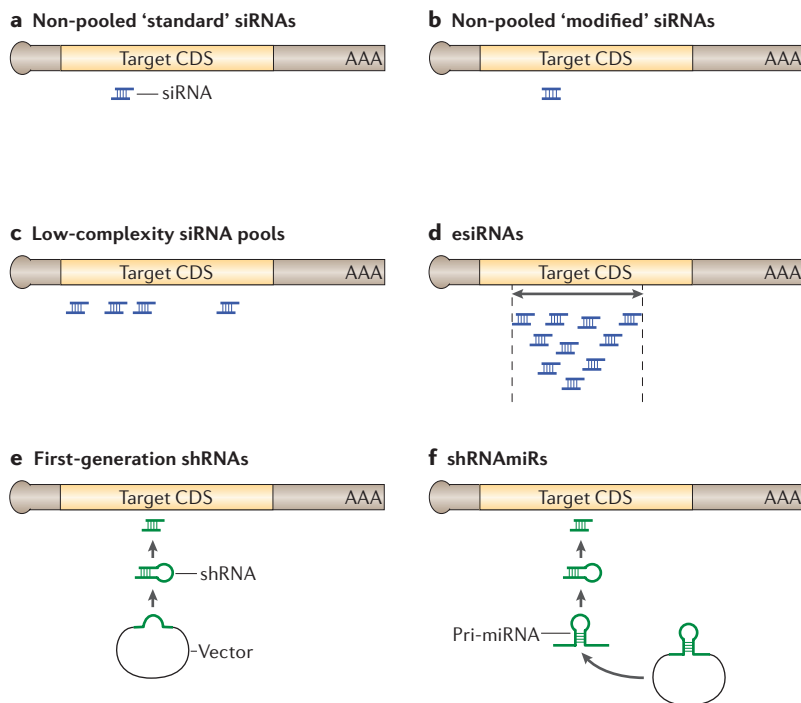 a Non-pooled ‘standard’ siRNAs
Target CDS
AAA
siRNA
b Non-pooled ‘modified’ siRNAs
Target CDS
AAA
c Low-complexity siRNA pools
Target CDS
AAA
d esiRNAs
Target CDS
AAA
e First-generation shRNAs
Target CDS
AAA
shRNA
Vector
f shRNAmiRs
Target CDS
AAA
Pri-miRNA